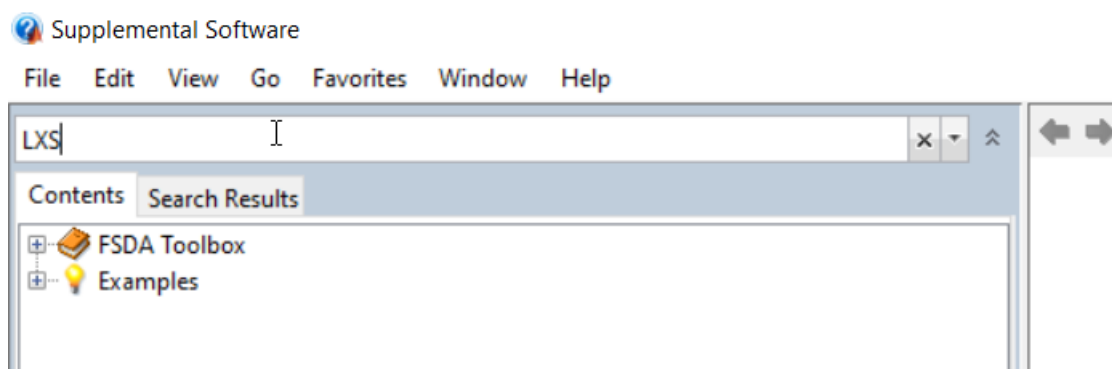 Supplemental Software
File Edit View Go Favorites Window Help
LXS
Contents Search Results
FSDA Toolbox
Examples